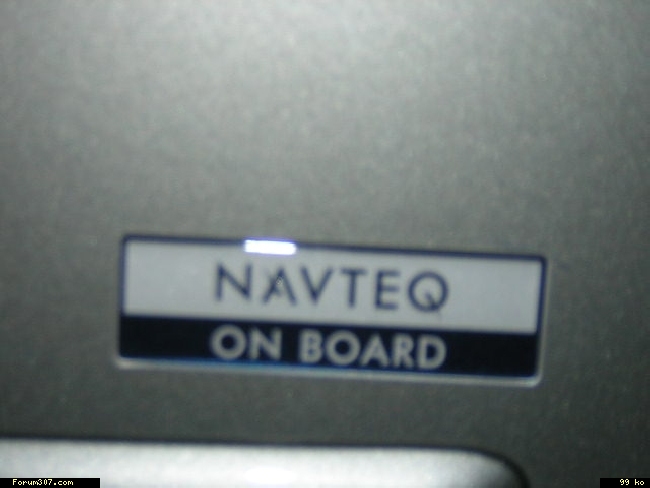 NAVTEQ
ON BOARD
Forum307.com
99 ko